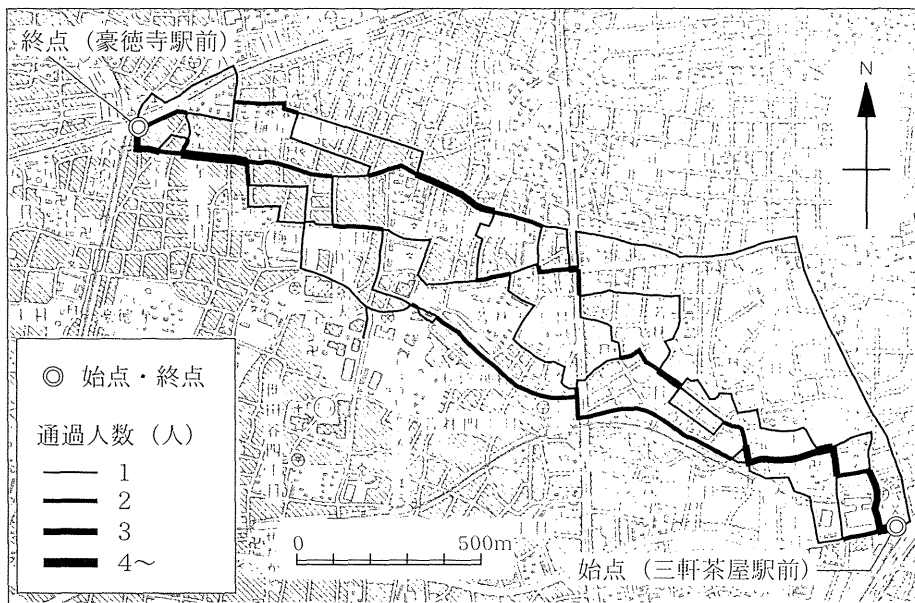 終点（豪徳寺駅前）
N
◎ 始点・終点
通過人数（人）
1
2
3
4〜
0 500m
始点（三軒茶屋駅前）